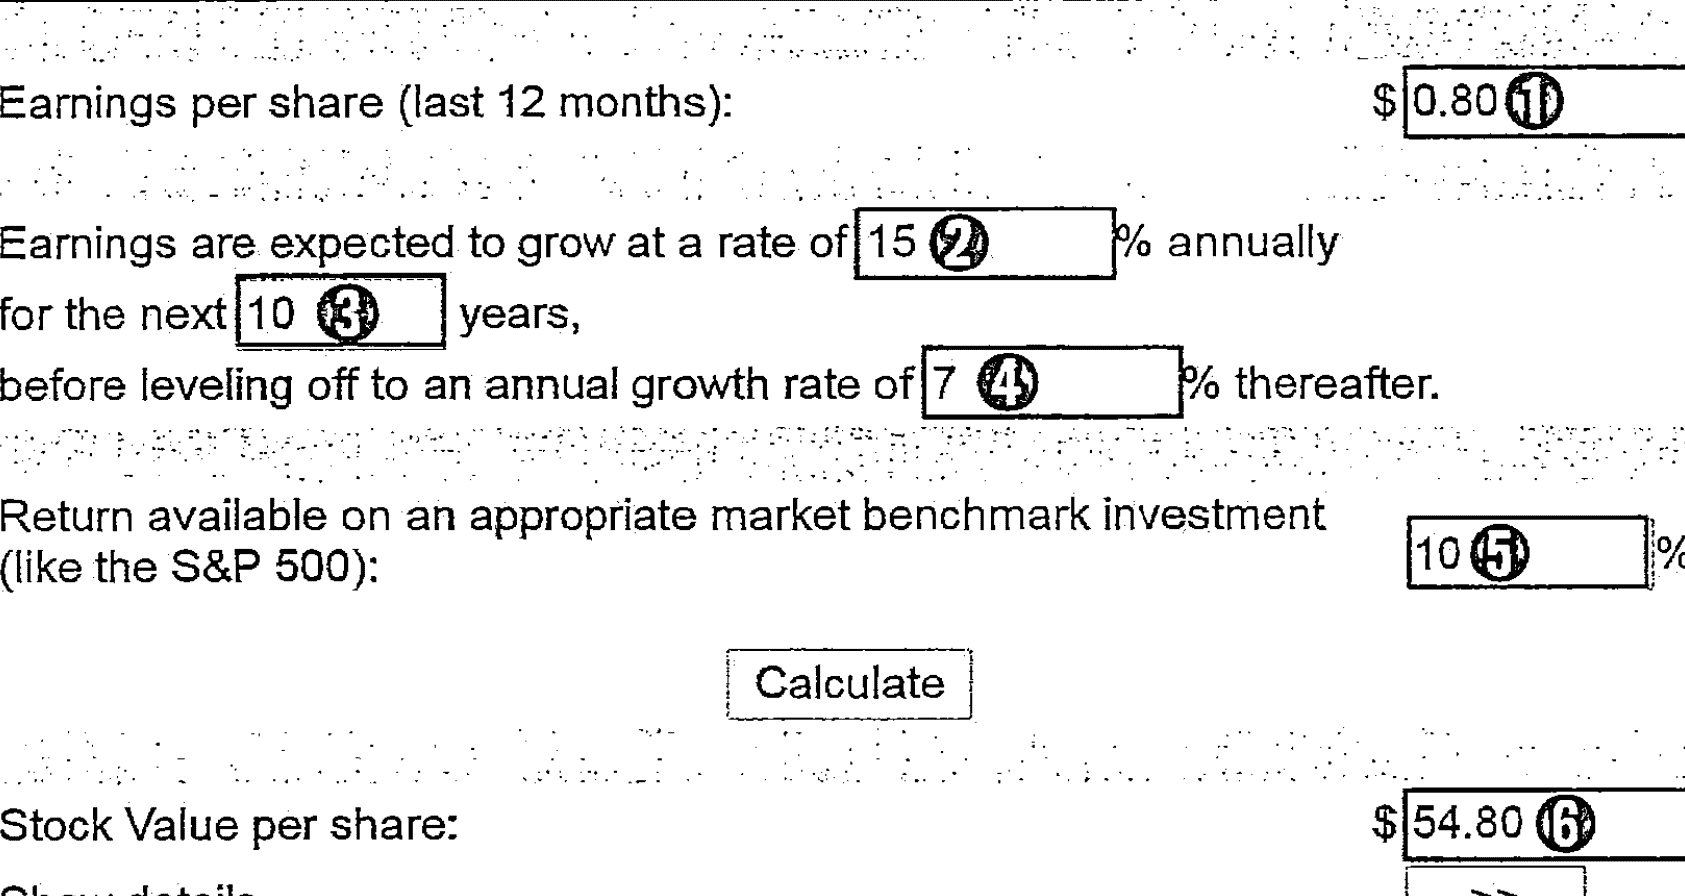 Earnings per share (last 12 months): $ 0.80 1
Earnings are expected to grow at a rate of 15 2 % annually
for the next 10 3 years,
before leveling off to an annual growth rate of 7 4 % thereafter.
Return available on an appropriate market benchmark investment
(like the S&P 500): 10 5 %
Calculate
Stock Value per share: $ 54.80 6
Show details >>